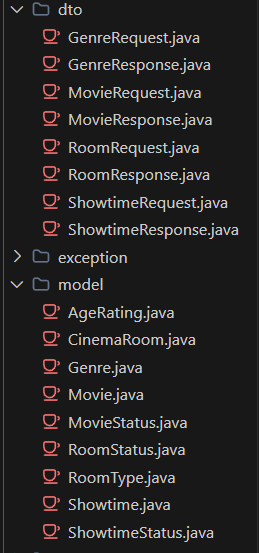 dto
GenreRequest.java
GenreResponse.java
MovieRequest.java
MovieResponse.java
RoomRequest.java
RoomResponse.java
ShowtimeRequest.java
ShowtimeResponse.java
exception
model
AgeRating.java
CinemaRoom.java
Genre.java
Movie.java
MovieStatus.java
RoomStatus.java
RoomType.java
Showtime.java
ShowtimeStatus.java